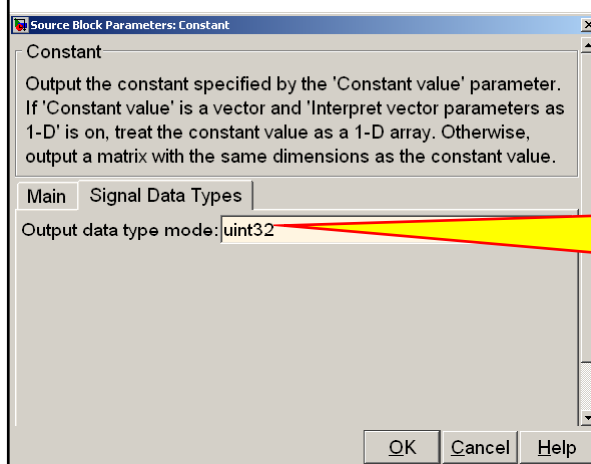 Source Block Parameters: Constant
Constant
Output the constant specified by the 'Constant value' parameter.
If 'Constant value' is a vector and 'Interpret vector parameters as
1-D' is on, treat the constant value as a 1-D array. Otherwise,
output a matrix with the same dimensions as the constant value.
Main Signal Data Types
Output data type mode: uint32
OK Cancel Help